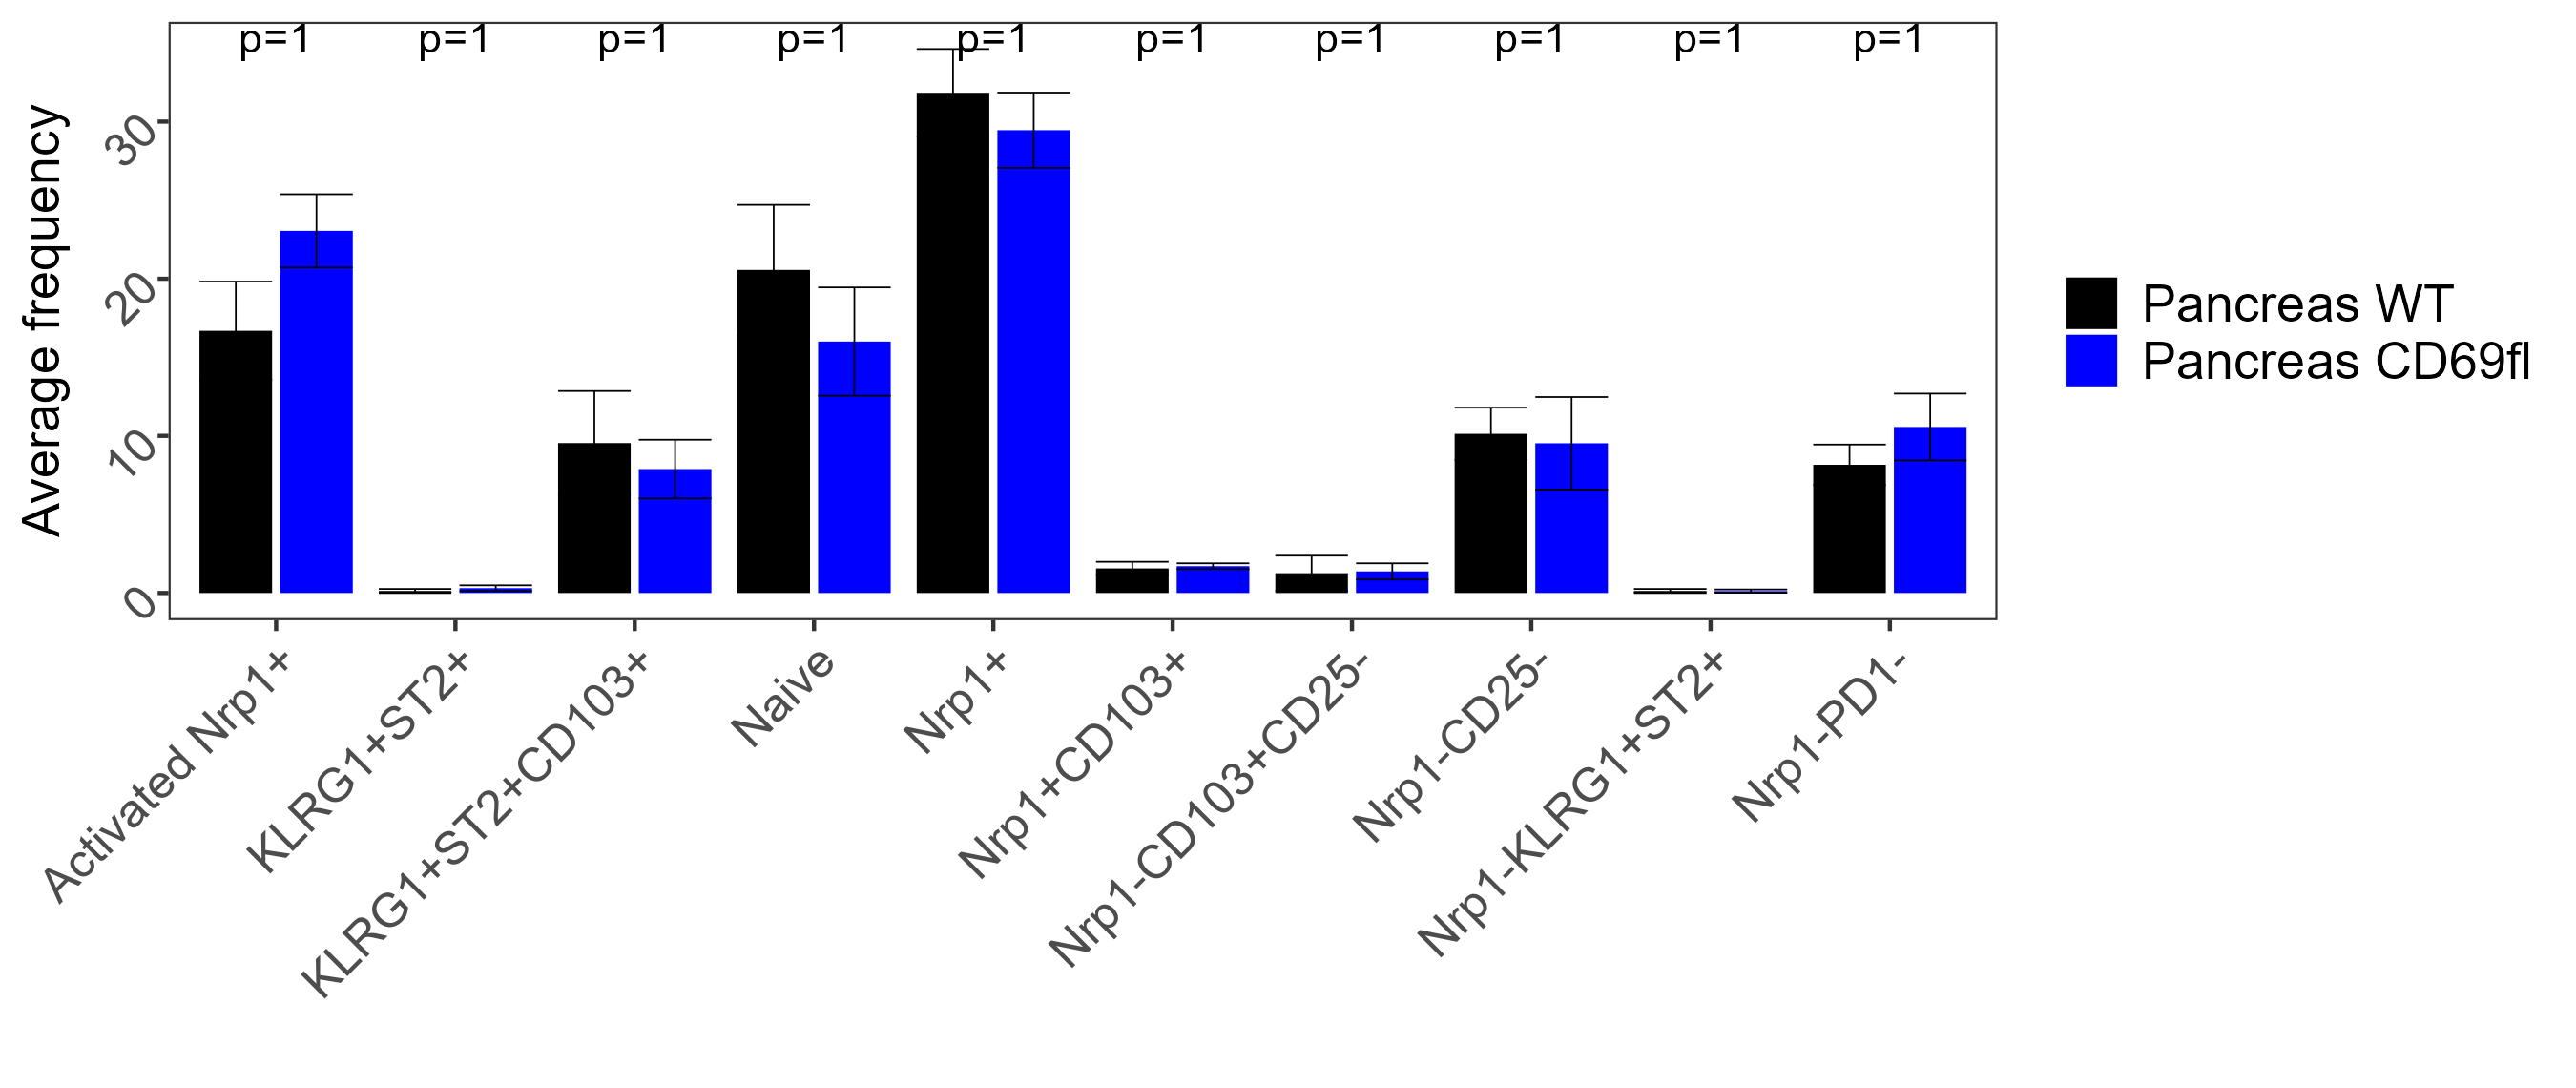 p=1 p=1 p=1 p=1 p=1 p=1 p=1 p=1 p=1 p=1
Average frequency
30
20
10
0
Activated Nrp1+
KLRG1+ST2+
KLRG1+ST2+CD103+
Naive
Nrp1+
Nrp1+CD103+
Nrp1-CD103+CD25-
Nrp1-CD25-
Nrp1-KLRG1+ST2+
Nrp1-PD1-
Pancreas WT
Pancreas CD69fl